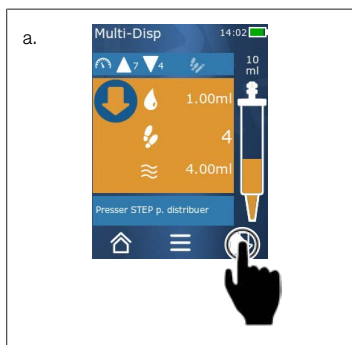 a.
Multi-Disp 14:02
7 4 10 ml
1.00ml
4
4.00ml
Presser STEP p. distribuer